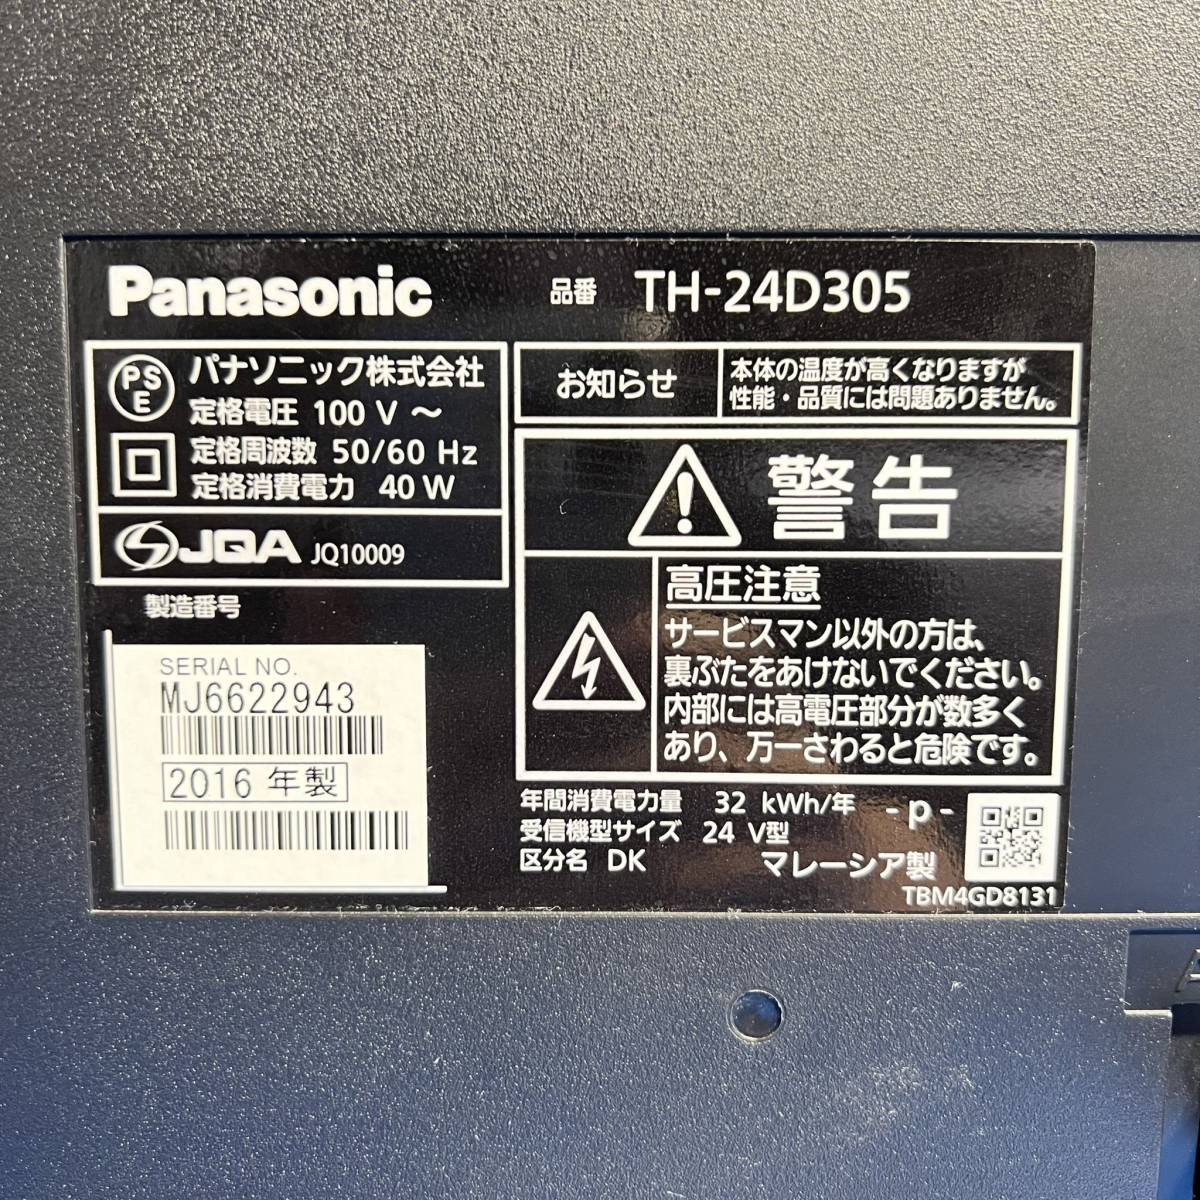 Panasonic
品番 TH-24D305
PS
E
パナソニック株式会社
定格電圧 100 V ～
定格周波数 50/60 Hz
定格消費電力 40 W
JQA JQ10009
製造番号
SERIAL NO.
MJ6622943
2016 年製
お知らせ
本体の温度が高くなりますが
性能・品質には問題ありません。
警告
高圧注意
サービスマン以外の方は、
裏ぶたをあけないでください。
内部には高電圧部分が数多く
あり、万一さわると危険です。
年間消費電力量 32 kWh/年 -p-
受信機型サイズ 24 V型
区分名 DK マレーシア製
TBM4GD8131